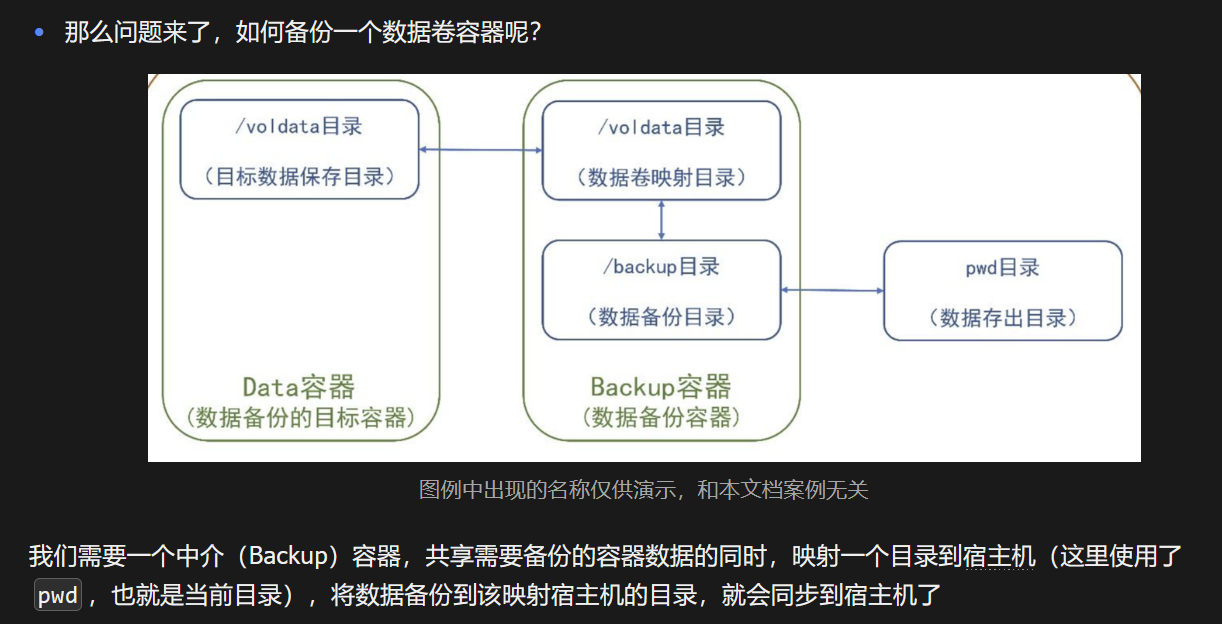 那么问题来了，如何备份一个数据卷容器呢？
/voldata目录
（目标数据保存目录）
/voldata目录
（数据卷映射目录）
/backup目录
（数据备份目录）
pwd目录
（数据存出目录）
Data容器
（数据备份的目标容器）
Backup容器
（数据备份容器）
图例中出现的名称仅供演示，和本文档案例无关
我们需要一个中介（Backup）容器，共享需要备份的容器数据的同时，映射一个目录到宿主机（这里使用了
pwd ，也就是当前目录），将数据备份到该映射宿主机的目录，就会同步到宿主机了